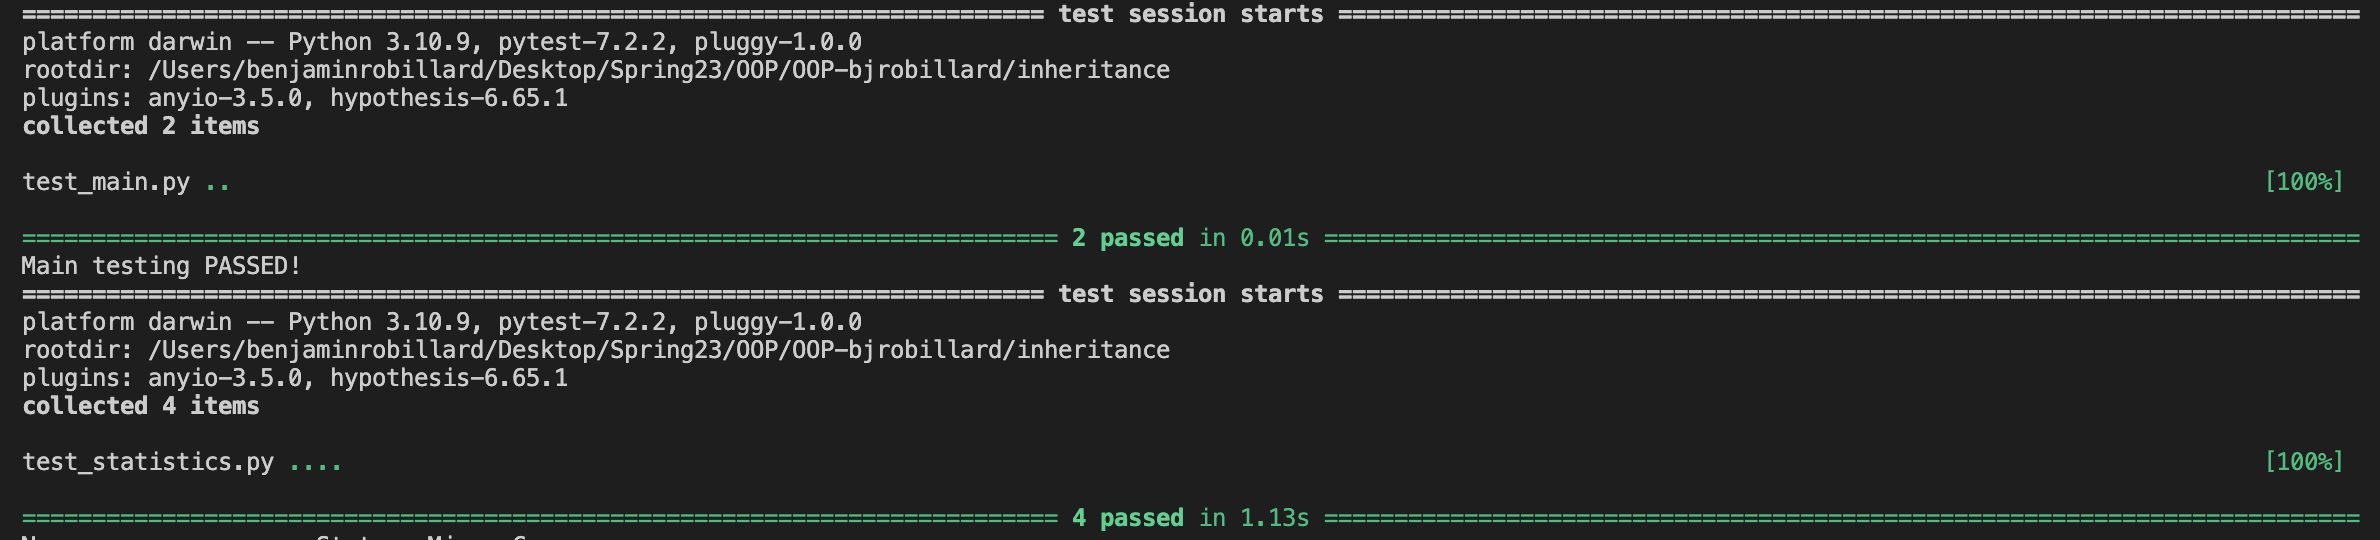 ========================================================================= test session starts =========================================================================
platform darwin -- Python 3.10.9, pytest-7.2.2, pluggy-1.0.0
rootdir: /Users/benjaminrobillard/Desktop/Spring23/OOP/OOP-bjrobillard/inheritance
plugins: anyio-3.5.0, hypothesis-6.65.1
collected 2 items
test_main.py .. [100%]
========================================================================== 2 passed in 0.01s ==========================================================================
Main testing PASSED!
========================================================================= test session starts =========================================================================
platform darwin -- Python 3.10.9, pytest-7.2.2, pluggy-1.0.0
rootdir: /Users/benjaminrobillard/Desktop/Spring23/OOP/OOP-bjrobillard/inheritance
plugins: anyio-3.5.0, hypothesis-6.65.1
collected 4 items
test_statistics.py .... [100%]
========================================================================== 4 passed in 1.13s ==========================================================================